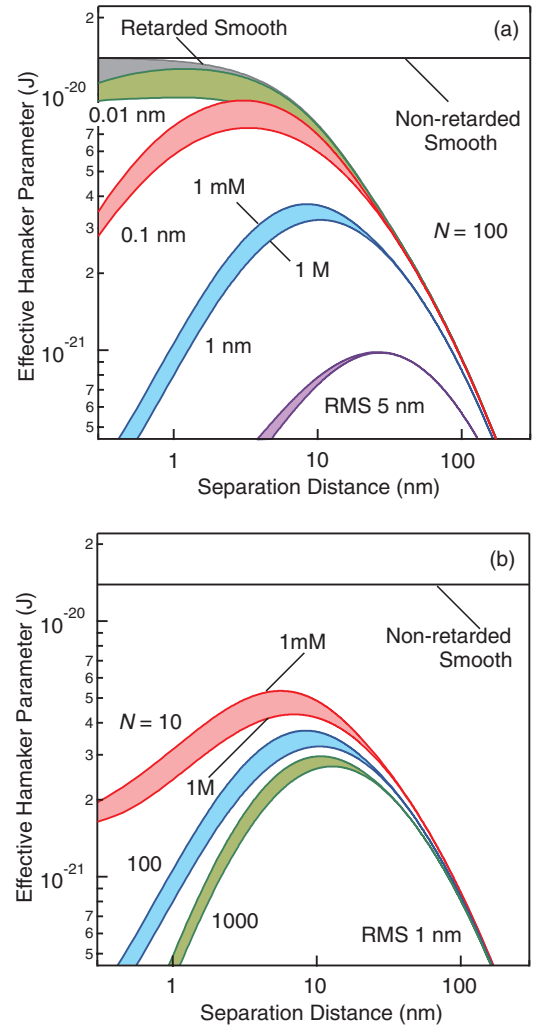 (a)
Retarded Smooth
2
10⁻²⁰
0.01 nm
Non-retarded
Smooth
7
6
5
4
3
2
0.1 nm
1 mM
1 M
N = 100
1 nm
10⁻²¹
7
6
5
RMS 5 nm
Effective Hamaker Parameter (J)
1
10
100
Separation Distance (nm)
(b)
2
10⁻²⁰
Non-retarded
Smooth
1mM
7
6
5
4
3
2
N = 10
1M
100
1000
10⁻²¹
7
6
5
RMS 1 nm
Effective Hamaker Parameter (J)
1
10
100
Separation Distance (nm)